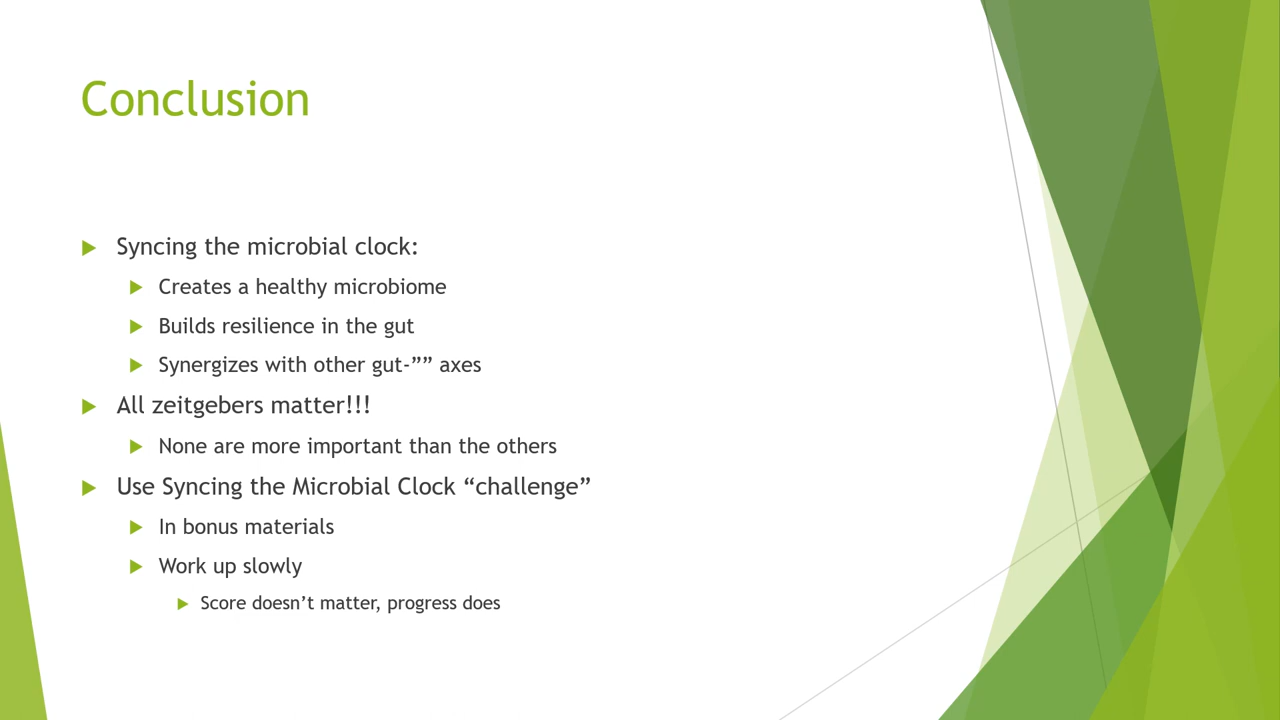 Conclusion
Syncing the microbial clock:
Creates a healthy microbiome
Builds resilience in the gut
Synergizes with other gut-”” axes
All zeitgebers matter!!!
None are more important than the others
Use Syncing the Microbial Clock “challenge”
In bonus materials
Work up slowly
Score doesn’t matter, progress does